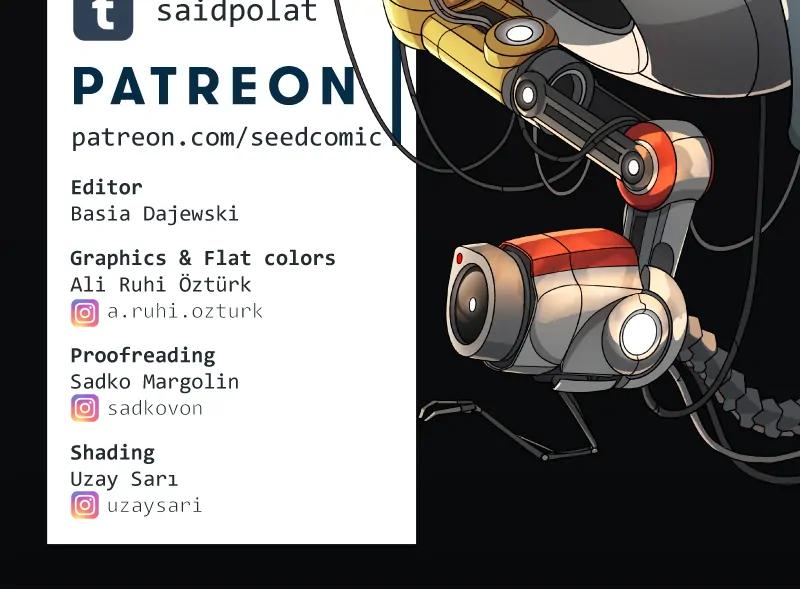 saidpolat
PATREON
patreon.com/seedcomic
Editor
Basia Dajewski
Graphics & Flat colors
Ali Ruhi Öztürk
a.ruhi.ozturk
Proofreading
Sadko Margolin
sadkovon
Shading
Uzay Sarı
uzaysari